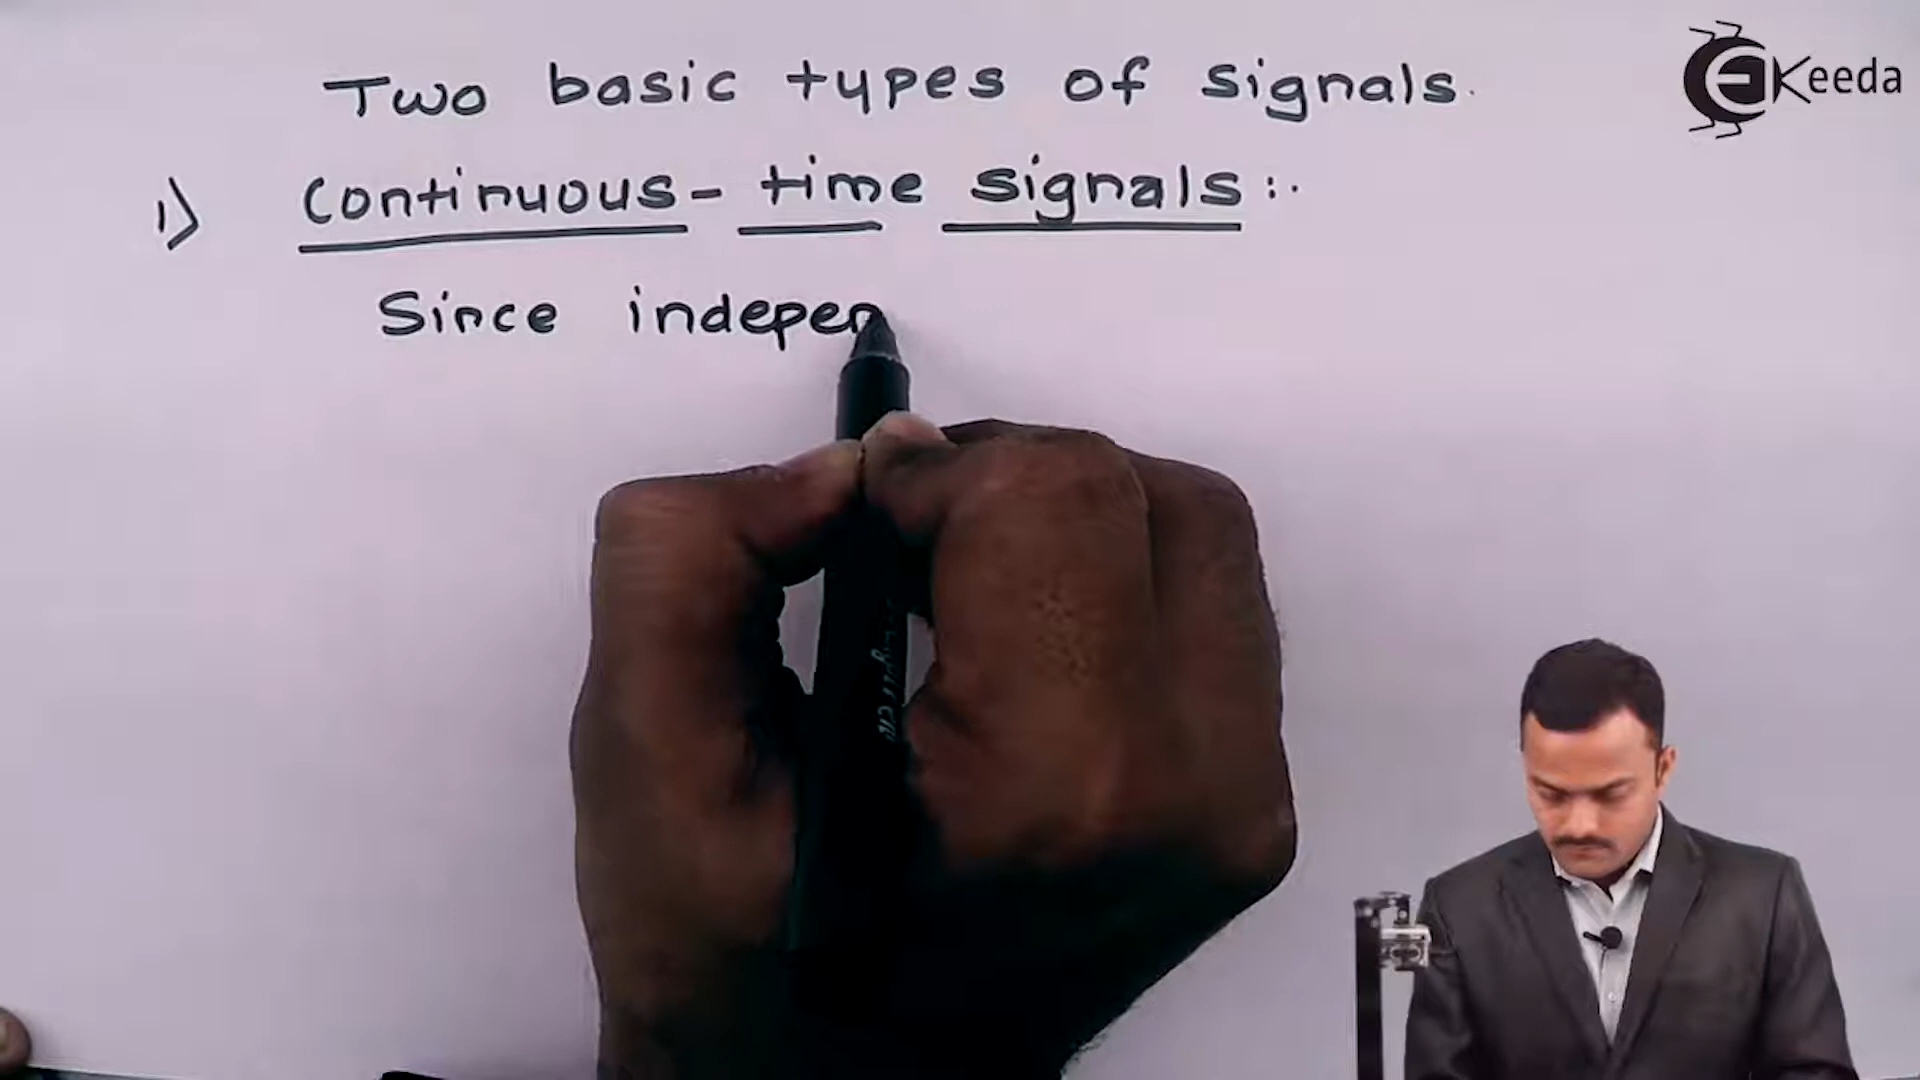 Two basic types of signals.
1) Continuous-time signals:
Since indepen
EKeeda